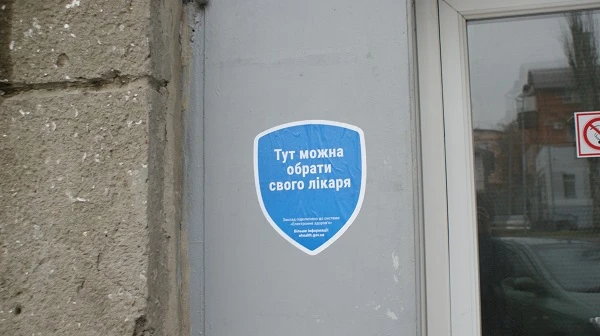 Тут можна
обрати
свого лікаря
Заклад підключено до системи
«Електронне здоров'я»
Більше інформації
ehealth.gov.ua